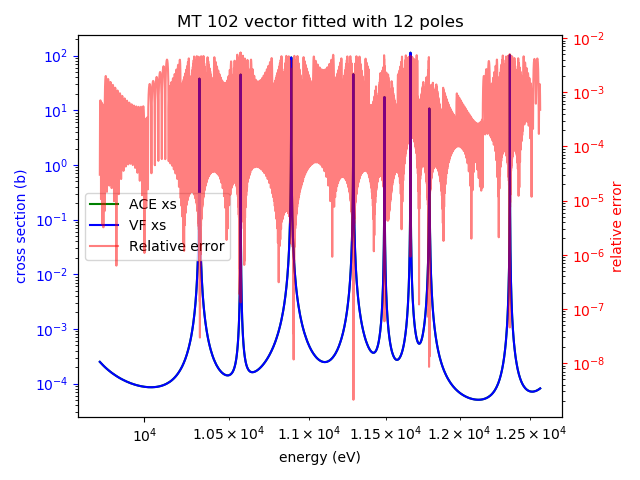 MT 102 vector fitted with 12 poles
10²
10¹
10⁰
10⁻¹
10⁻²
10⁻³
10⁻⁴
cross section (b)
ACE xs
VF xs
Relative error
10⁻²
10⁻³
10⁻⁴
10⁻⁵
10⁻⁶
10⁻⁷
10⁻⁸
relative error
10⁴ 1.05 × 10⁴ 1.1 × 10⁴ 1.15 × 10⁴ 1.2 × 10⁴ 1.25 × 10⁴
energy (eV)